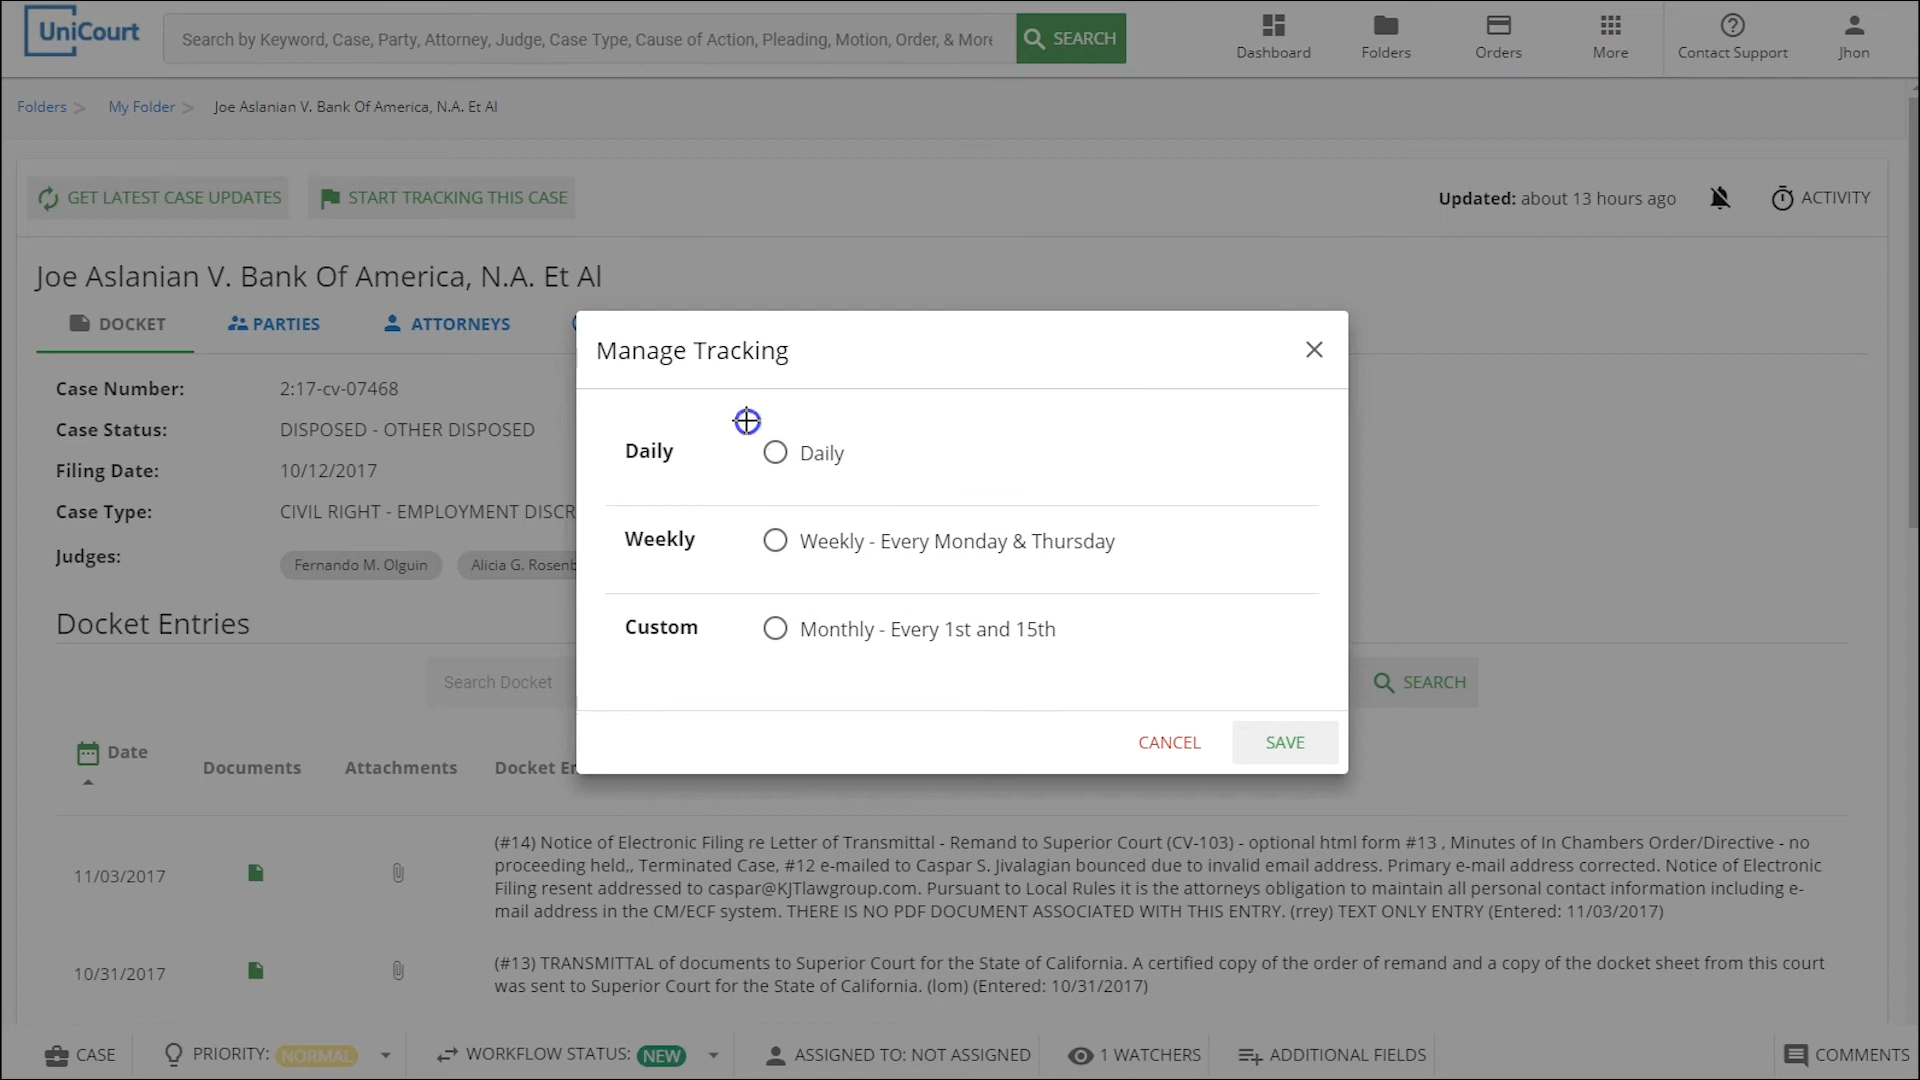 UniCourt
Search by Keyword, Case, Party, Attorney, Judge, Case Type, Cause of Action, Pleading, Motion, Order, & More
SEARCH
Dashboard
Folders
Orders
More
Contact Support
Jhon
Folders > My Folder > Joe Aslanian V. Bank Of America, N.A. Et Al
GET LATEST CASE UPDATES
START TRACKING THIS CASE
Updated: about 13 hours ago
ACTIVITY
Joe Aslanian V. Bank Of America, N.A. Et Al
DOCKET
PARTIES
ATTORNEYS
Case Number: 2:17-cv-07468
Case Status: DISPOSED - OTHER DISPOSED
Filing Date: 10/12/2017
Case Type: CIVIL RIGHT - EMPLOYMENT DISCR
Judges: Fernando M. Olguin Alicia G. Rosenb
Manage Tracking
Daily Daily
Weekly Weekly - Every Monday & Thursday
Custom Monthly - Every 1st and 15th
CANCEL
SAVE
Docket Entries
Search Docket
SEARCH
Date
Documents
Attachments
Docket En
11/03/2017
(#14) Notice of Electronic Filing re Letter of Transmittal - Remand to Superior Court (CV-103) - optional html form #13 , Minutes of In Chambers Order/Directive - no
proceeding held,, Terminated Case, #12 e-mailed to Caspar S. Jivalagian bounced due to invalid email address. Primary e-mail address corrected. Notice of Electronic
Filing resent addressed to caspar@KJTlawgroup.com. Pursuant to Local Rules it is the attorneys obligation to maintain all personal contact information including e-
mail address in the CM/ECF system. THERE IS NO PDF DOCUMENT ASSOCIATED WITH THIS ENTRY. (rrey) TEXT ONLY ENTRY (Entered: 11/03/2017)
10/31/2017
(#13) TRANSMITTAL of documents to Superior Court for the State of California. A certified copy of the order of remand and a copy of the docket sheet from this court
was sent to Superior Court for the State of California. (lom) (Entered: 10/31/2017)
CASE
PRIORITY: NORMAL
WORKFLOW STATUS: NEW
ASSIGNED TO: NOT ASSIGNED
1 WATCHERS
ADDITIONAL FIELDS
COMMENTS